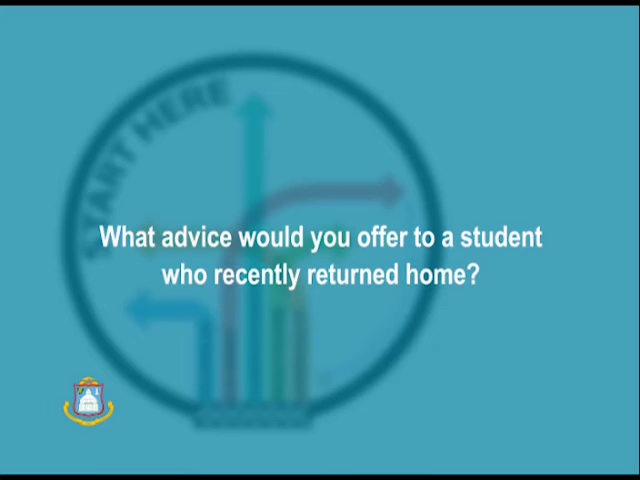 START HERE
What advice would you offer to a student
who recently returned home?